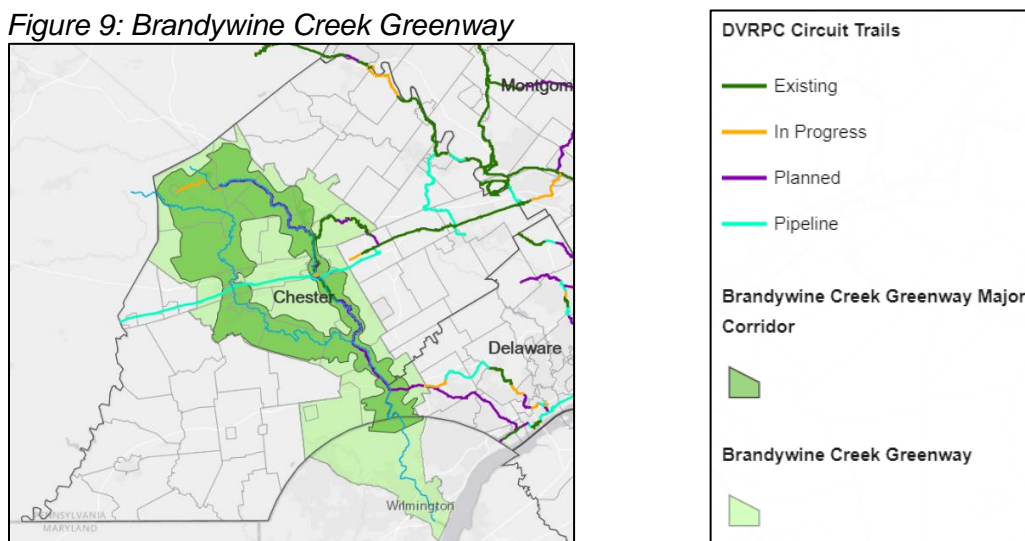 Figure 9: Brandywine Creek Greenway
Montgom
Chester
Delaware
Wilmington
PENNSYLVANIA
MARYLAND
DVRPC Circuit Trails
Existing
In Progress
Planned
Pipeline
Brandywine Creek Greenway Major
Corridor
Brandywine Creek Greenway